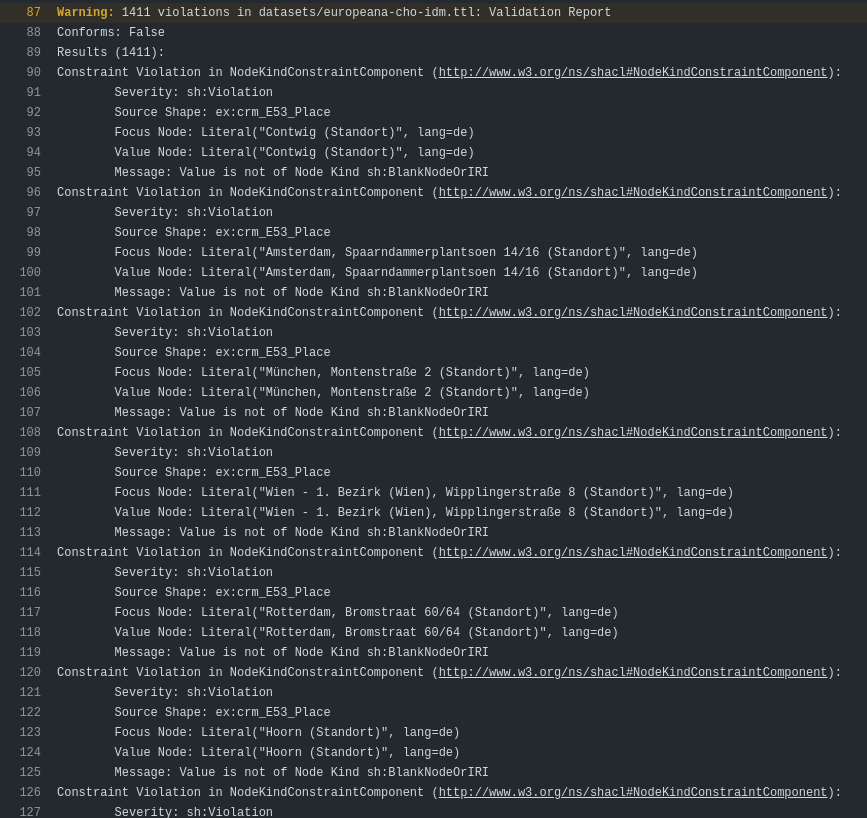 87 Warning: 1411 violations in datasets/europeana-cho-idm.ttl: Validation Report
88 Conforms: False
89 Results (1411):
90 Constraint Violation in NodeKindConstraintComponent (http://www.w3.org/ns/shacl#NodeKindConstraintComponent):
91 Severity: sh:Violation
92 Source Shape: ex:crm_E53_Place
93 Focus Node: Literal("Contwig (Standort)", lang=de)
94 Value Node: Literal("Contwig (Standort)", lang=de)
95 Message: Value is not of Node Kind sh:BlankNodeOrIRI
96 Constraint Violation in NodeKindConstraintComponent (http://www.w3.org/ns/shacl#NodeKindConstraintComponent):
97 Severity: sh:Violation
98 Source Shape: ex:crm_E53_Place
99 Focus Node: Literal("Amsterdam, Spaarndammerplantsoen 14/16 (Standort)", lang=de)
100 Value Node: Literal("Amsterdam, Spaarndammerplantsoen 14/16 (Standort)", lang=de)
101 Message: Value is not of Node Kind sh:BlankNodeOrIRI
102 Constraint Violation in NodeKindConstraintComponent (http://www.w3.org/ns/shacl#NodeKindConstraintComponent):
103 Severity: sh:Violation
104 Source Shape: ex:crm_E53_Place
105 Focus Node: Literal("München, Montenstraße 2 (Standort)", lang=de)
106 Value Node: Literal("München, Montenstraße 2 (Standort)", lang=de)
107 Message: Value is not of Node Kind sh:BlankNodeOrIRI
108 Constraint Violation in NodeKindConstraintComponent (http://www.w3.org/ns/shacl#NodeKindConstraintComponent):
109 Severity: sh:Violation
110 Source Shape: ex:crm_E53_Place
111 Focus Node: Literal("Wien - 1. Bezirk (Wien), Wipplingerstraße 8 (Standort)", lang=de)
112 Value Node: Literal("Wien - 1. Bezirk (Wien), Wipplingerstraße 8 (Standort)", lang=de)
113 Message: Value is not of Node Kind sh:BlankNodeOrIRI
114 Constraint Violation in NodeKindConstraintComponent (http://www.w3.org/ns/shacl#NodeKindConstraintComponent):
115 Severity: sh:Violation
116 Source Shape: ex:crm_E53_Place
117 Focus Node: Literal("Rotterdam, Bromstraat 60/64 (Standort)", lang=de)
118 Value Node: Literal("Rotterdam, Bromstraat 60/64 (Standort)", lang=de)
119 Message: Value is not of Node Kind sh:BlankNodeOrIRI
120 Constraint Violation in NodeKindConstraintComponent (http://www.w3.org/ns/shacl#NodeKindConstraintComponent):
121 Severity: sh:Violation
122 Source Shape: ex:crm_E53_Place
123 Focus Node: Literal("Hoorn (Standort)", lang=de)
124 Value Node: Literal("Hoorn (Standort)", lang=de)
125 Message: Value is not of Node Kind sh:BlankNodeOrIRI
126 Constraint Violation in NodeKindConstraintComponent (http://www.w3.org/ns/shacl#NodeKindConstraintComponent):
127 Severity: sh:Violation